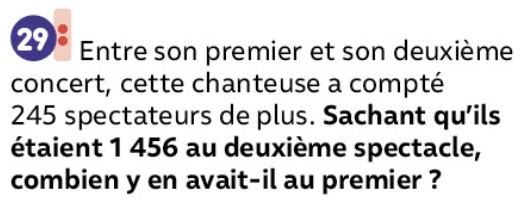 29 Entre son premier et son deuxième
concert, cette chanteuse a compté
245 spectateurs de plus. Sachant qu’ils
étaient 1 456 au deuxième spectacle,
combien y en avait-il au premier ?